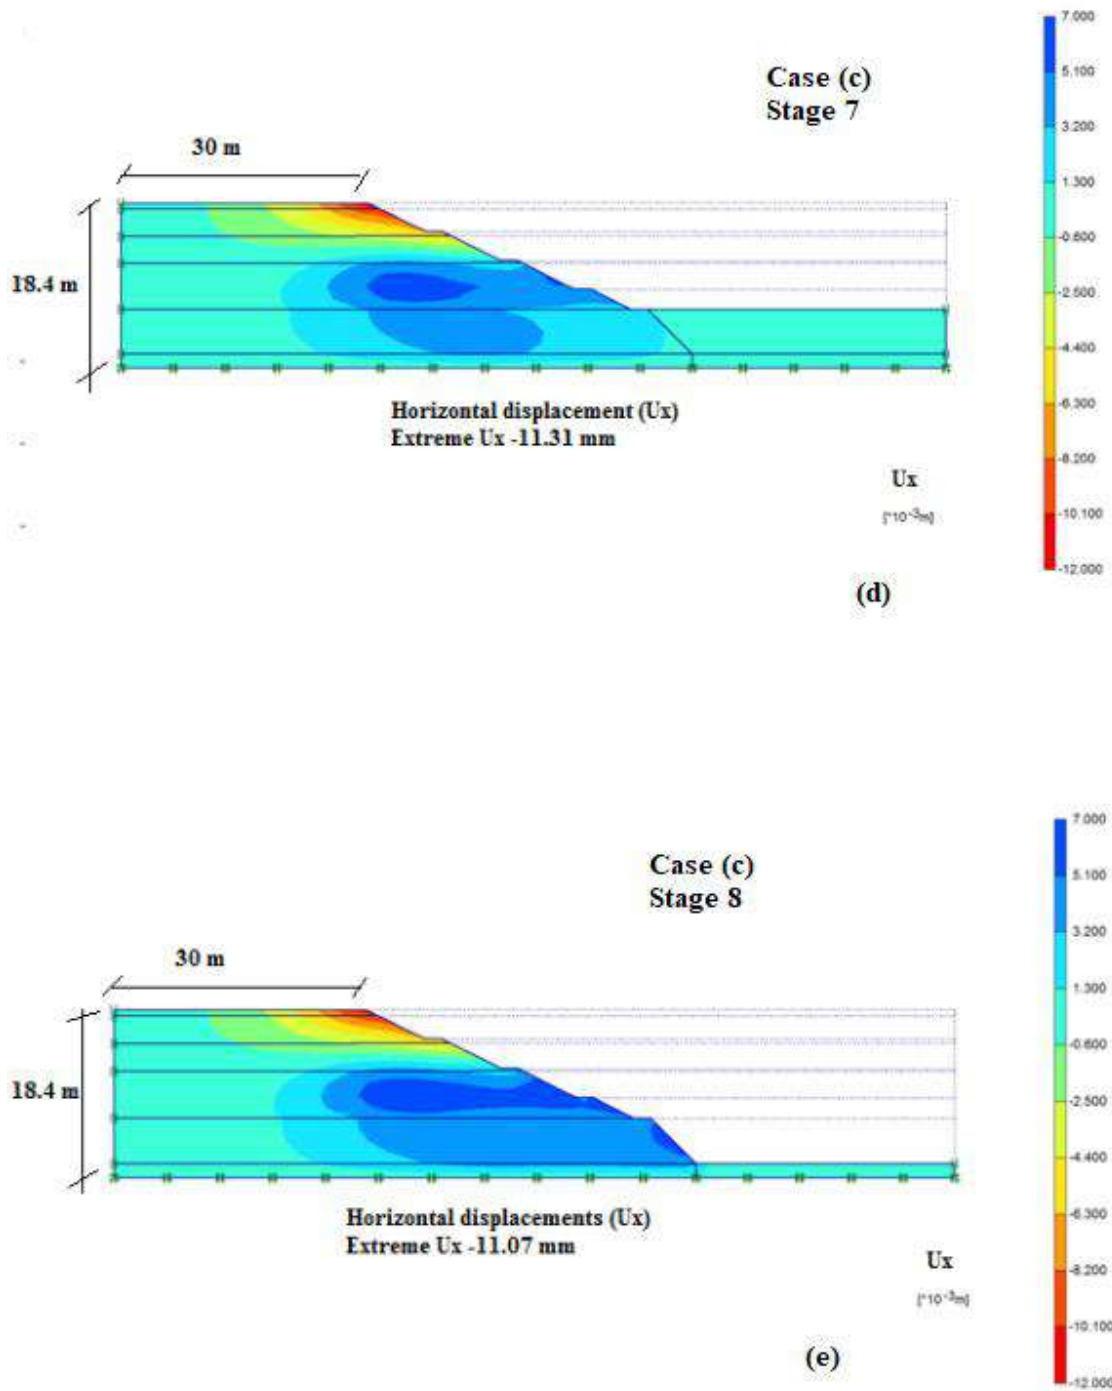 7.000
5.100
3.200
1.300
-0.600
-2.500
-4.400
-6.300
-8.200
-10.100
-12.000
Case (c)
Stage 7
30 m
18.4 m
Horizontal displacement (Ux)
Extreme Ux -11.31 mm
Ux
[*10-3m]
(d)
7.000
5.100
3.200
1.300
-0.600
-2.500
-4.400
-6.300
-8.200
-10.100
-12.000
Case (c)
Stage 8
30 m
18.4 m
Horizontal displacements (Ux)
Extreme Ux -11.07 mm
Ux
[*10-3m]
(e)